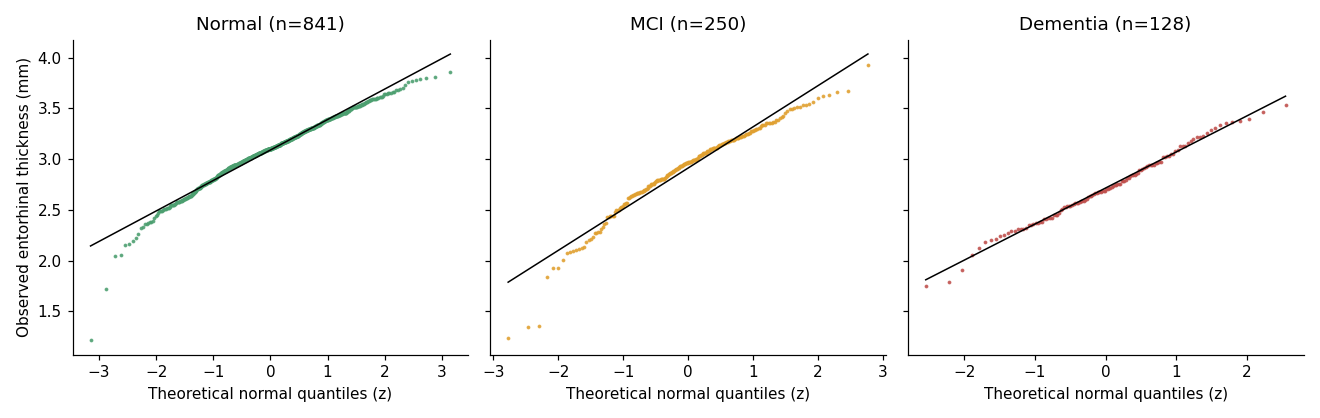 Normal (n=841)
MCI (n=250)
Dementia (n=128)
Observed entorhinal thickness (mm)
4.0
3.5
3.0
2.5
2.0
1.5
−3 −2 −1 0 1 2 3
−3 −2 −1 0 1 2 3
−2 −1 0 1 2
Theoretical normal quantiles (z)
Theoretical normal quantiles (z)
Theoretical normal quantiles (z)